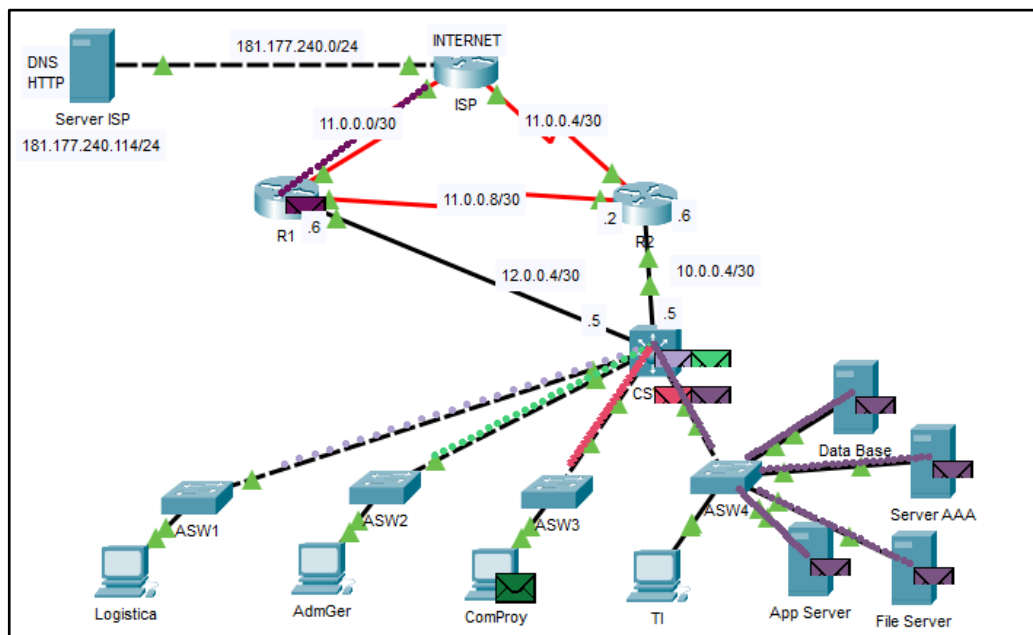 INTERNET
181.177.240.0/24
DNS
HTTP
Server ISP
181.177.240.114/24
ISP
11.0.0.0/30
11.0.0.4/30
11.0.0.8/30
R1
.6
.2
.6
R2
12.0.0.4/30
10.0.0.4/30
.5
.5
ASW1
ASW2
ASW3
ASW4
Data Base
Server AAA
Logistica
AdmGer
ComProy
TI
App Server
File Server